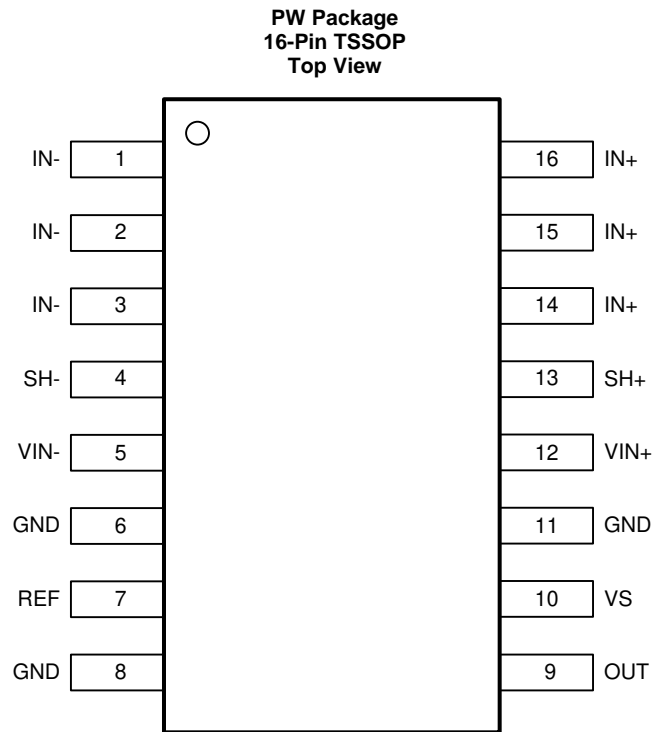 PW Package
16-Pin TSSOP
Top View
IN- 1 16 IN+
IN- 2 15 IN+
IN- 3 14 IN+
SH- 4 13 SH+
VIN- 5 12 VIN+
GND 6 11 GND
REF 7 10 VS
GND 8 9 OUT